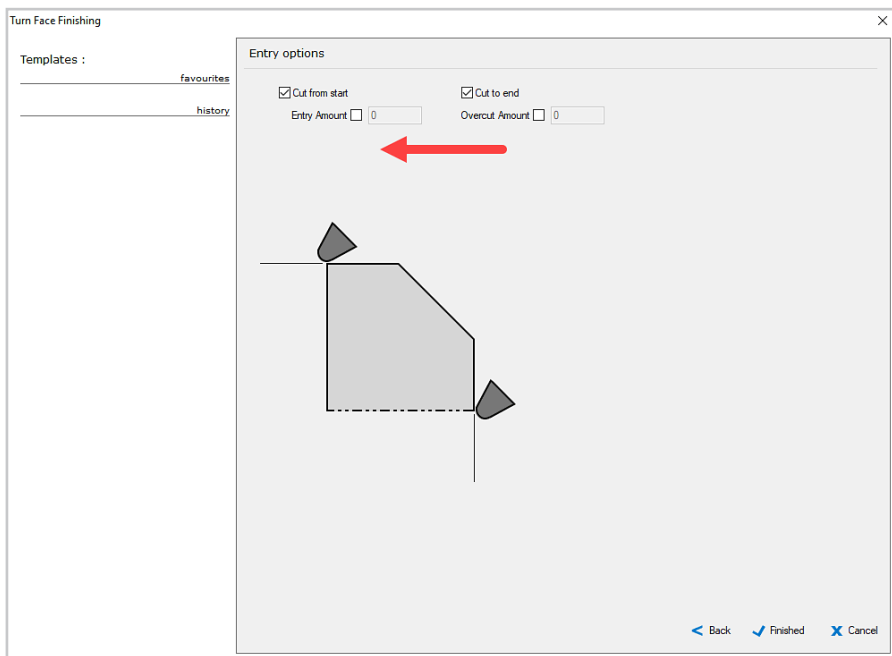 Turn Face Finishing
Templates :
favourites
history
Entry options
Cut from start
Cut to end
Entry Amount 0
Overcut Amount 0
Back
Finished
Cancel